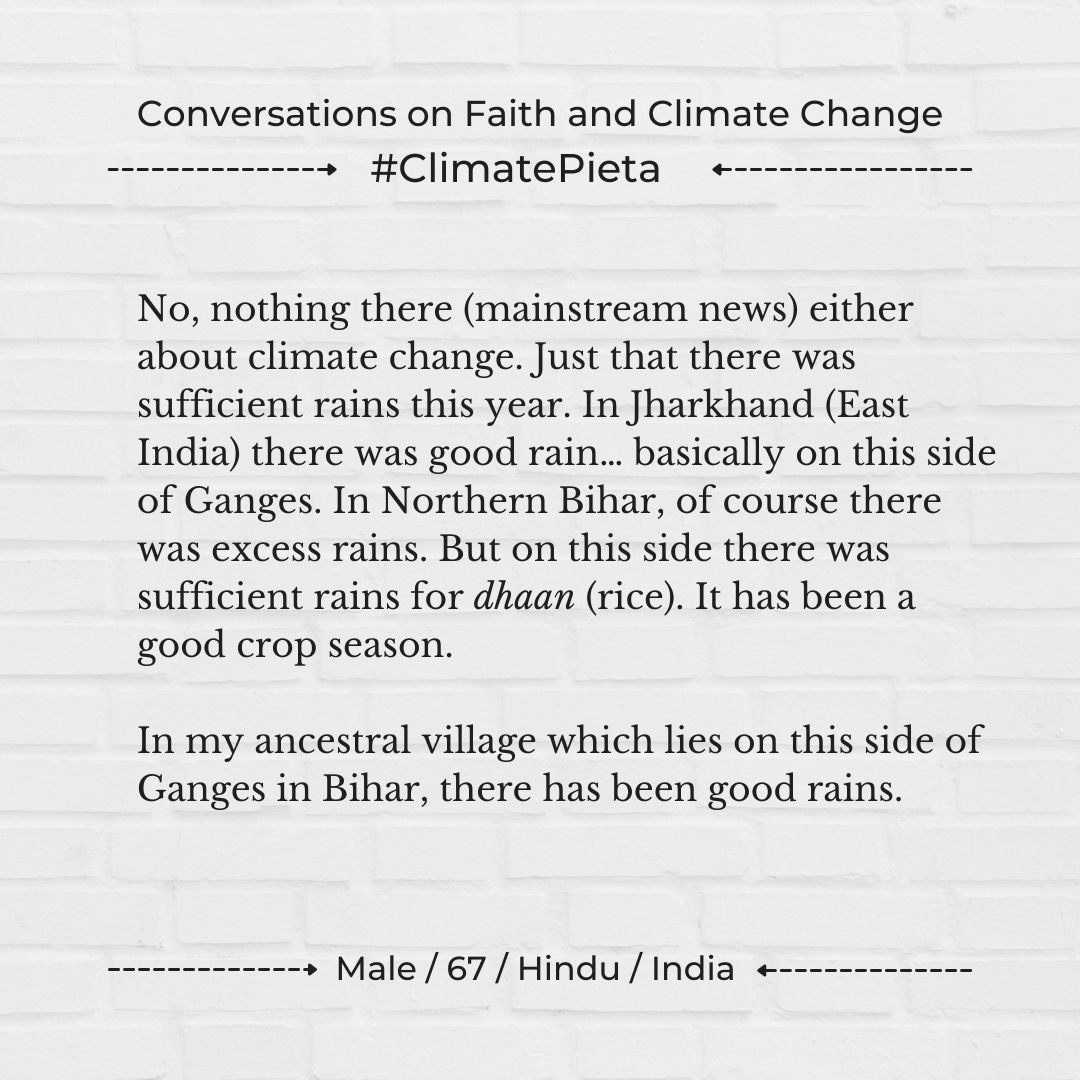 Conversations on Faith and Climate Change
#ClimatePieta
No, nothing there (mainstream news) either
about climate change. Just that there was
sufficient rains this year. In Jharkhand (East
India) there was good rain... basically on this side
of Ganges. In Northern Bihar, of course there
was excess rains. But on this side there was
sufficient rains for dhaan (rice). It has been a
good crop season.
In my ancestral village which lies on this side of
Ganges in Bihar, there has been good rains.
Male / 67 / Hindu / India